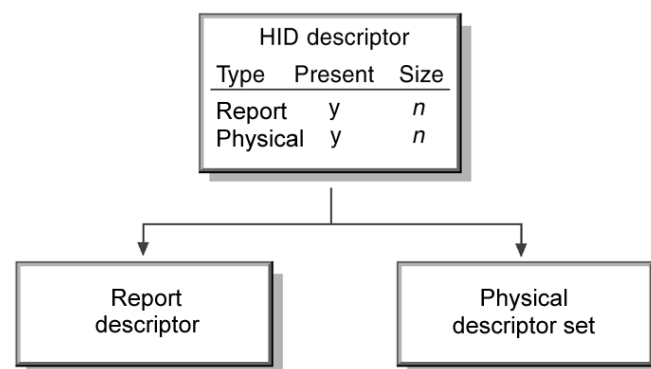 HID descriptor
Type Present Size
Report y n
Physical y n
Report
descriptor
Physical
descriptor set